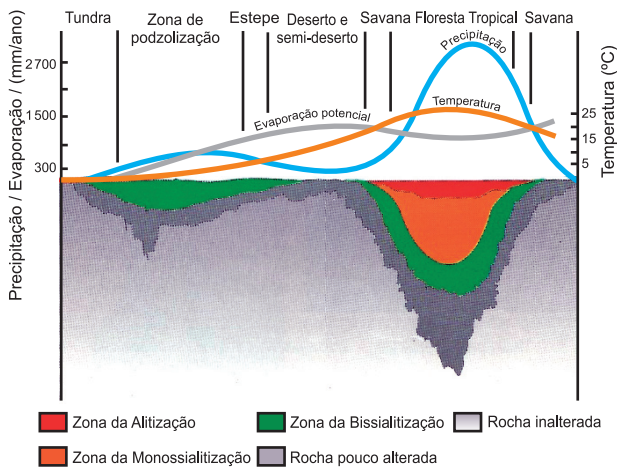 Tundra
Zona de
podzolização
Estepe
Deserto e
semi-deserto
Savana Floresta Tropical
Savana
Precipitação / Evaporação / (mm/ano)
2700
1500
300
Precipitação
Evaporação potencial
Temperatura
Temperatura (ºC)
25
15
5
Zona da Alitização
Zona da Bissialitização
Rocha inalterada
Zona da Monossialitização
Rocha pouco alterada